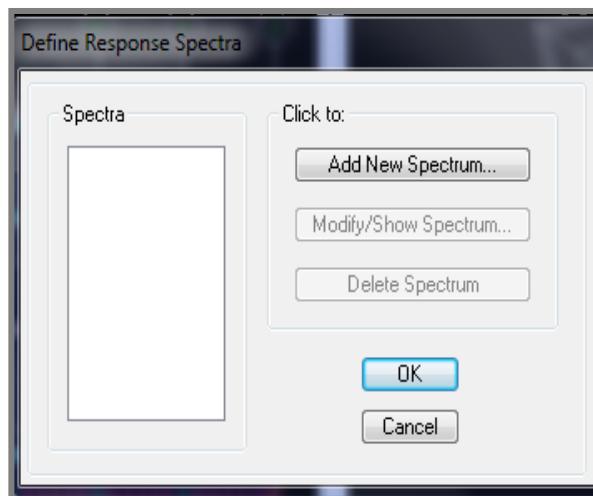 Define Response Spectra
Spectra
Click to:
Add New Spectrum...
Modify/Show Spectrum...
Delete Spectrum
OK
Cancel